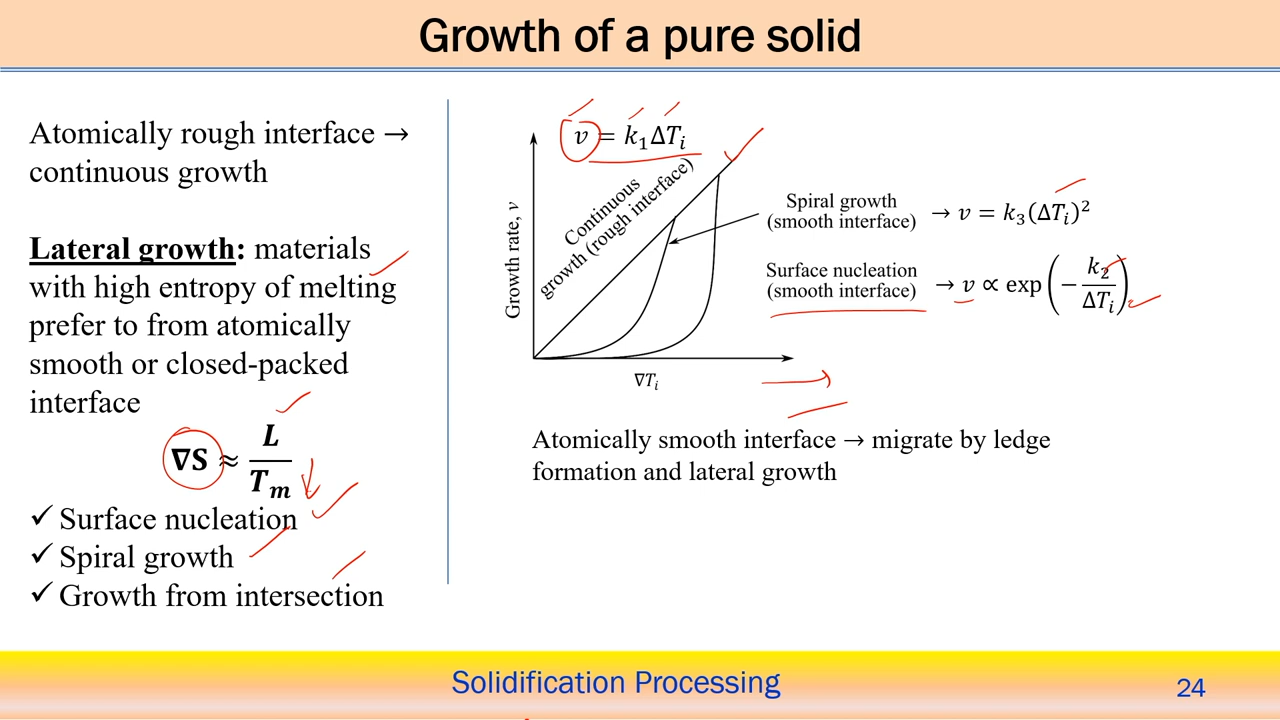 Growth of a pure solid
Atomically rough interface →
continuous growth
Lateral growth: materials
with high entropy of melting
prefer to from atomically
smooth or closed-packed
interface
∇S ≈ L / T_m
✓ Surface nucleation
✓ Spiral growth
✓ Growth from intersection
v = k₁ΔTᵢ
Growth rate, v
Continuous
growth (rough interface)
∇Tᵢ
Spiral growth
(smooth interface) → v = k₃(ΔTᵢ)²
Surface nucleation
(smooth interface) → v ∝ exp(−k₂/ΔTᵢ)
Atomically smooth interface → migrate by ledge
formation and lateral growth
Solidification Processing
24